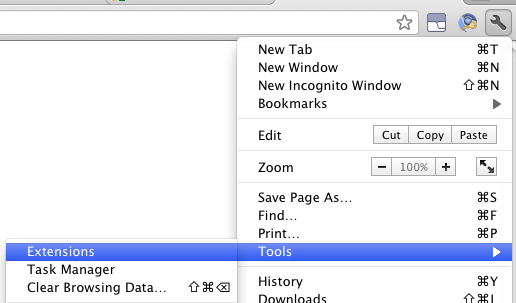 New Tab ⌘T
New Window ⌘N
New Incognito Window ⇧⌘N
Bookmarks ▶
Edit Cut Copy Paste
Zoom − 100% +
Save Page As... ⌘S
Find... ⌘F
Print... ⌘P
Tools ▶
Extensions
Task Manager
Clear Browsing Data... ⇧⌘⌫
History ⌘Y
Downloads ⇧⌘J